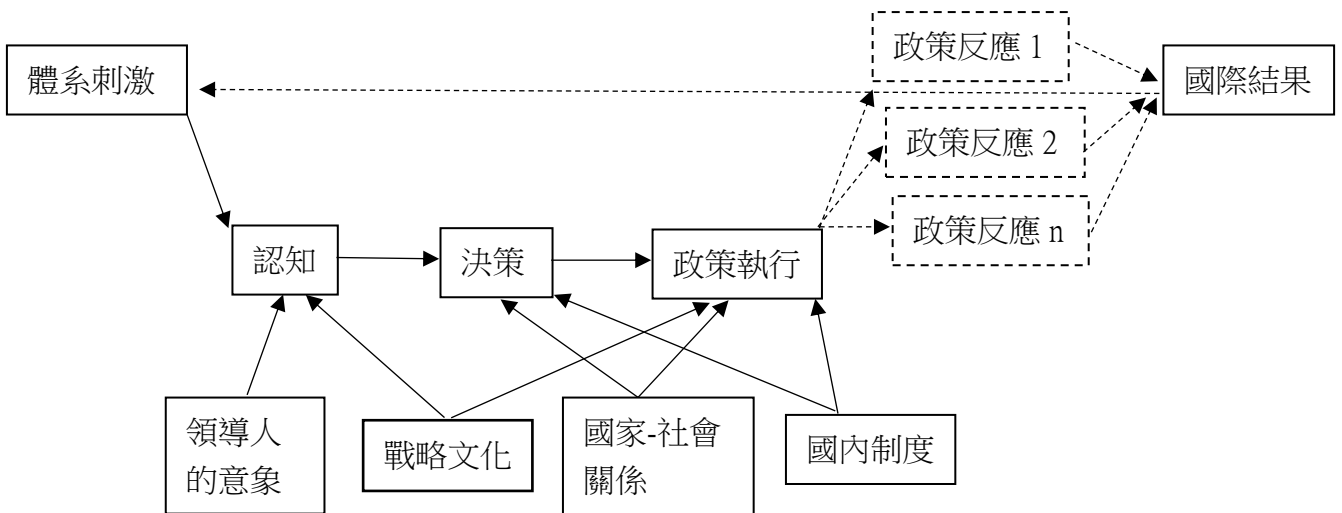 政策反應 1
體系刺激
國際結果
政策反應 2
政策反應 n
認知
決策
政策執行
領導人
的意象
戰略文化
國家-社會
關係
國內制度